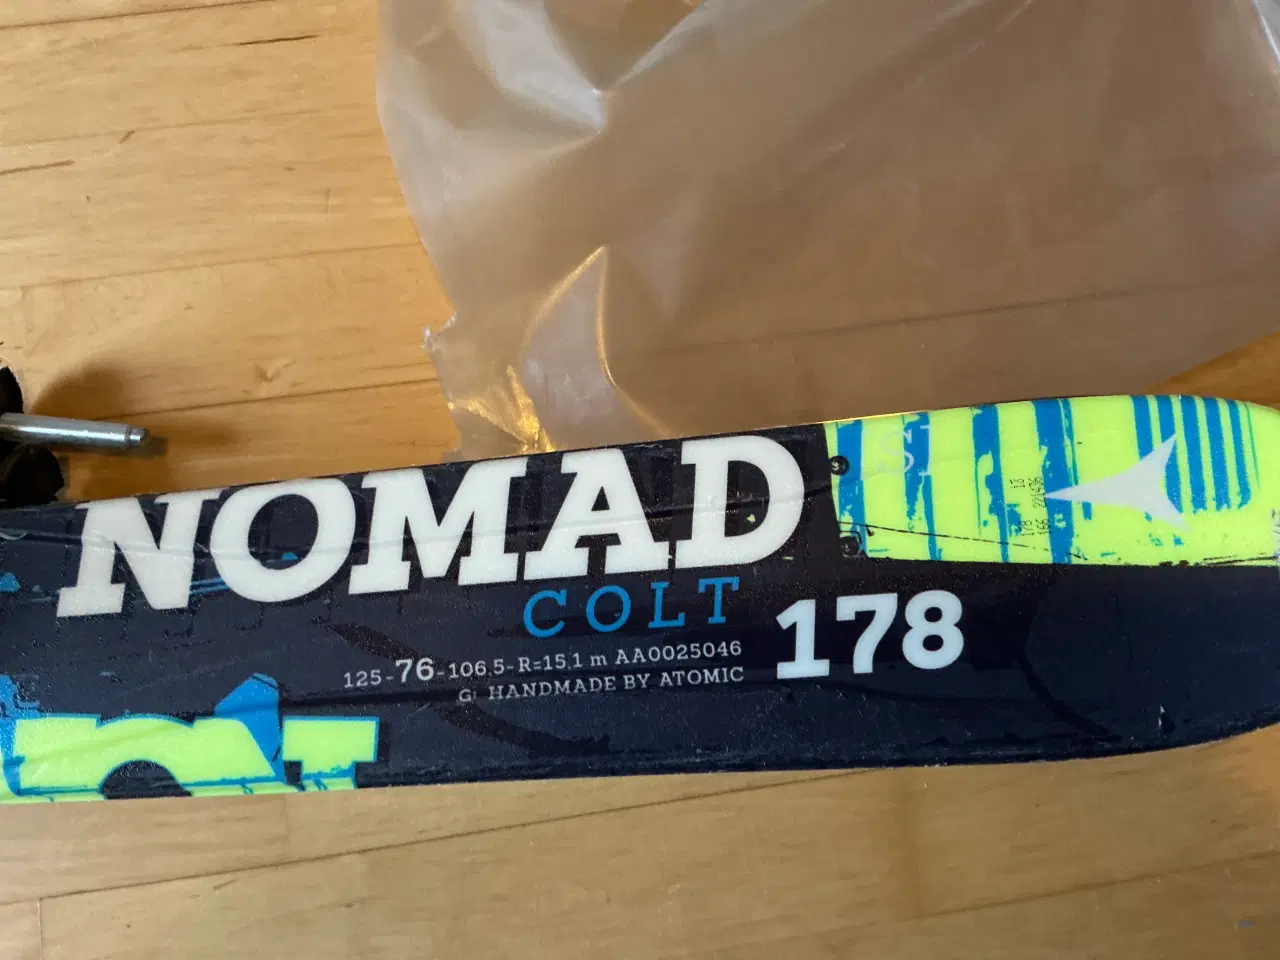 NOMAD
COLT
178
125-76-106,5-R=15,1 m AA0025046
HANDMADE BY ATOMIC